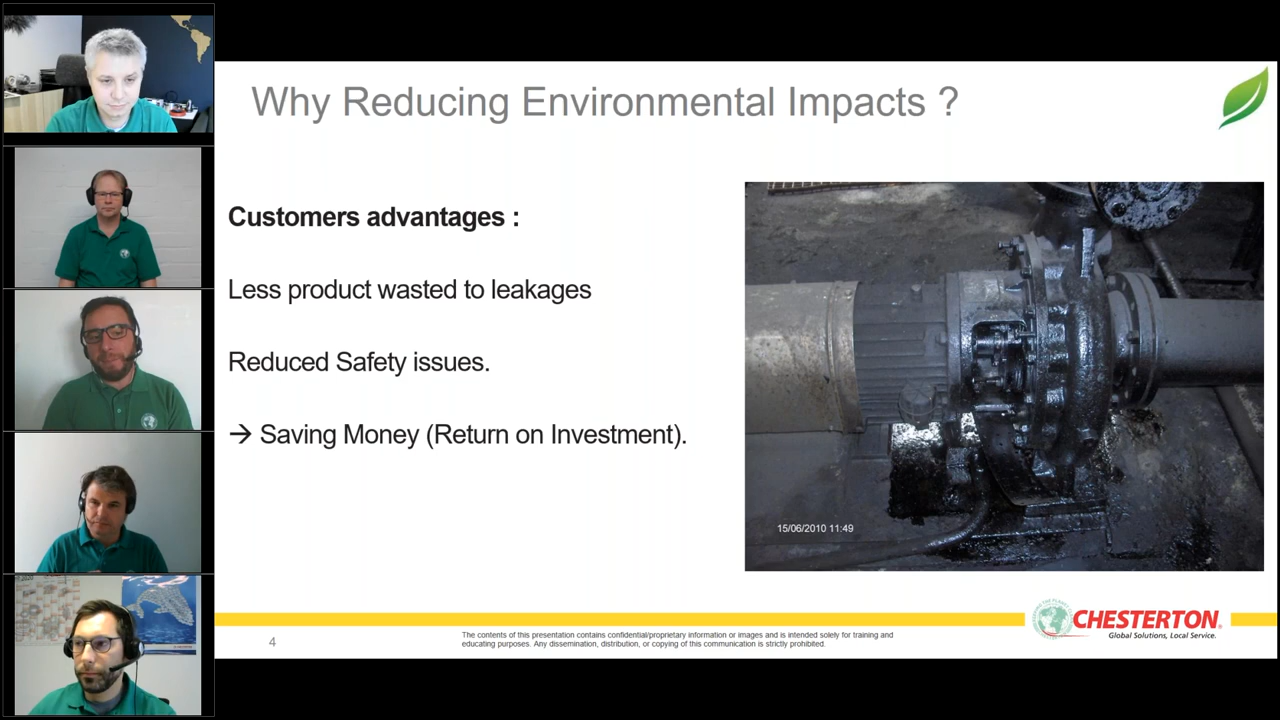 Why Reducing Environmental Impacts ?
Customers advantages :
Less product wasted to leakages
Reduced Safety issues.
→ Saving Money (Return on Investment).
15/06/2010 11:49
CHESTERTON®
Global Solutions, Local Service.
4
The contents of this presentation contains confidential/proprietary information or images and is intended solely for training and
educating purposes. Any dissemination, distribution, or copying of this communication is strictly prohibited.
2020